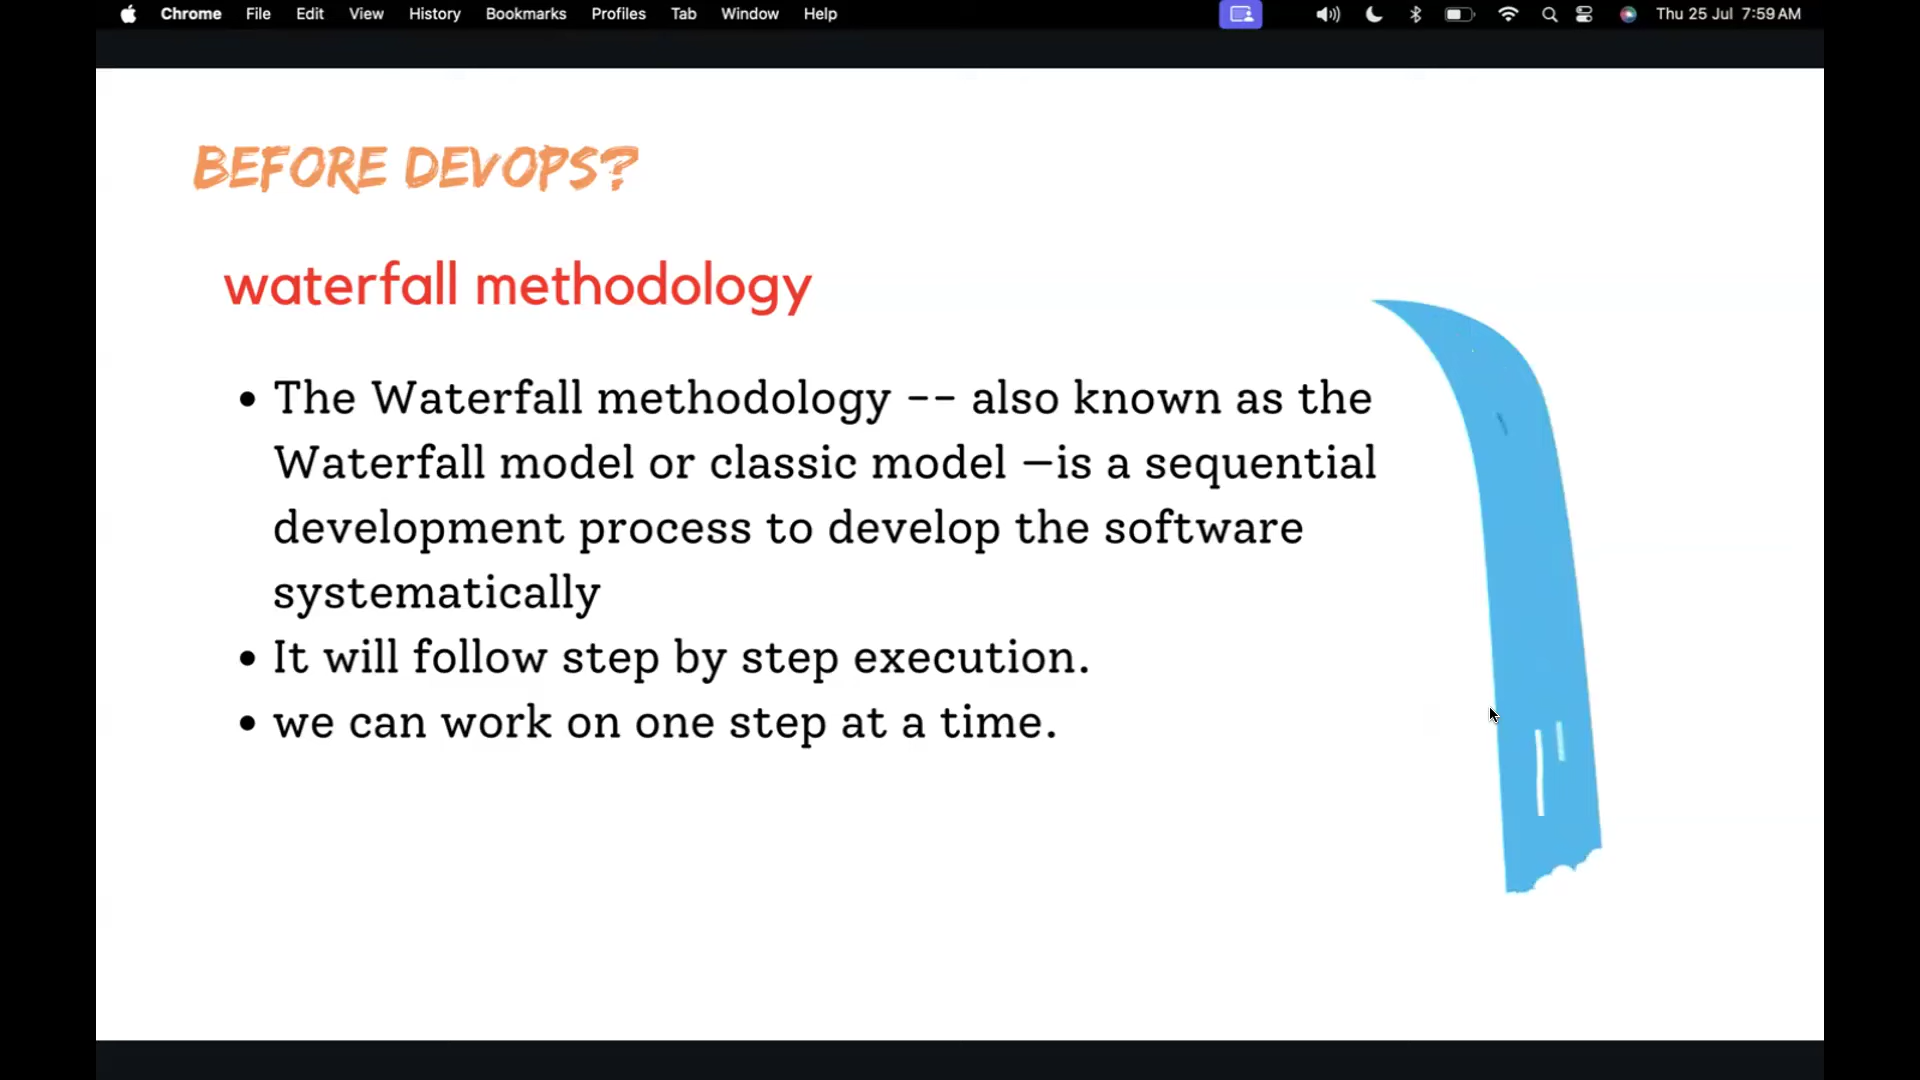 Chrome File Edit View History Bookmarks Profiles Tab Window Help Thu 25 Jul 7:59 AM
BEFORE DEVOPS?
waterfall methodology
• The Waterfall methodology -- also known as the
Waterfall model or classic model —is a sequential
development process to develop the software
systematically
• It will follow step by step execution.
• we can work on one step at a time.